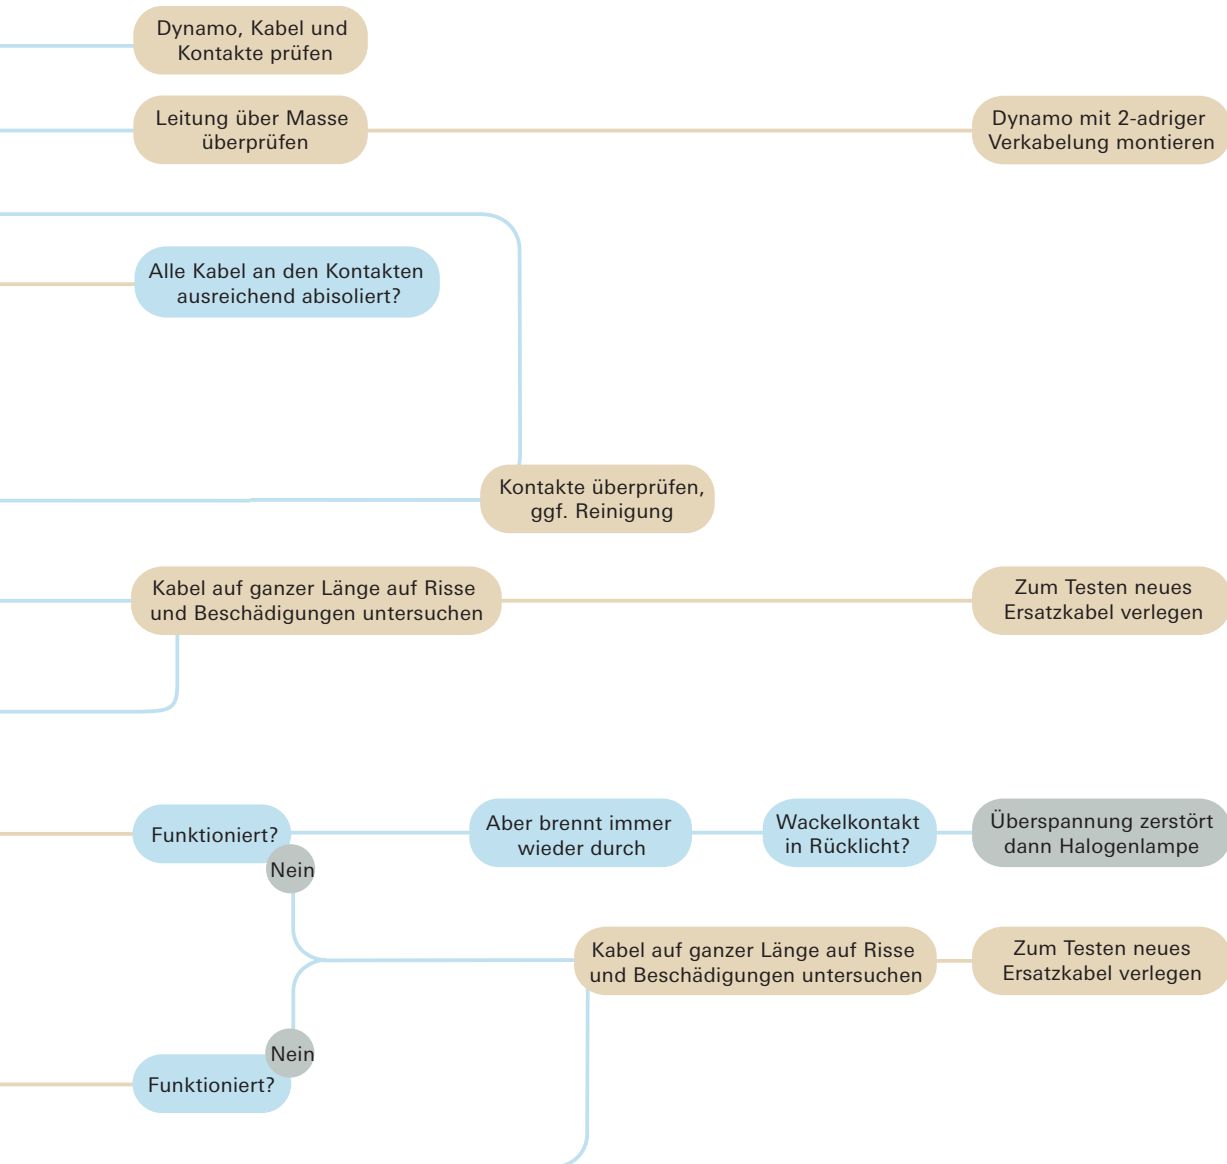 Dynamo, Kabel und
Kontakte prüfen
Leitung über Masse
überprüfen
Dynamo mit 2-adriger
Verkabelung montieren
Alle Kabel an den Kontakten
ausreichend abisoliert?
Kontakte überprüfen,
ggf. Reinigung
Kabel auf ganzer Länge auf Risse
und Beschädigungen untersuchen
Zum Testen neues
Ersatzkabel verlegen
Funktioniert?
Nein
Aber brennt immer
wieder durch
Wackelkontakt
in Rücklicht?
Überspannung zerstört
dann Halogenlampe
Kabel auf ganzer Länge auf Risse
und Beschädigungen untersuchen
Zum Testen neues
Ersatzkabel verlegen
Nein
Funktioniert?